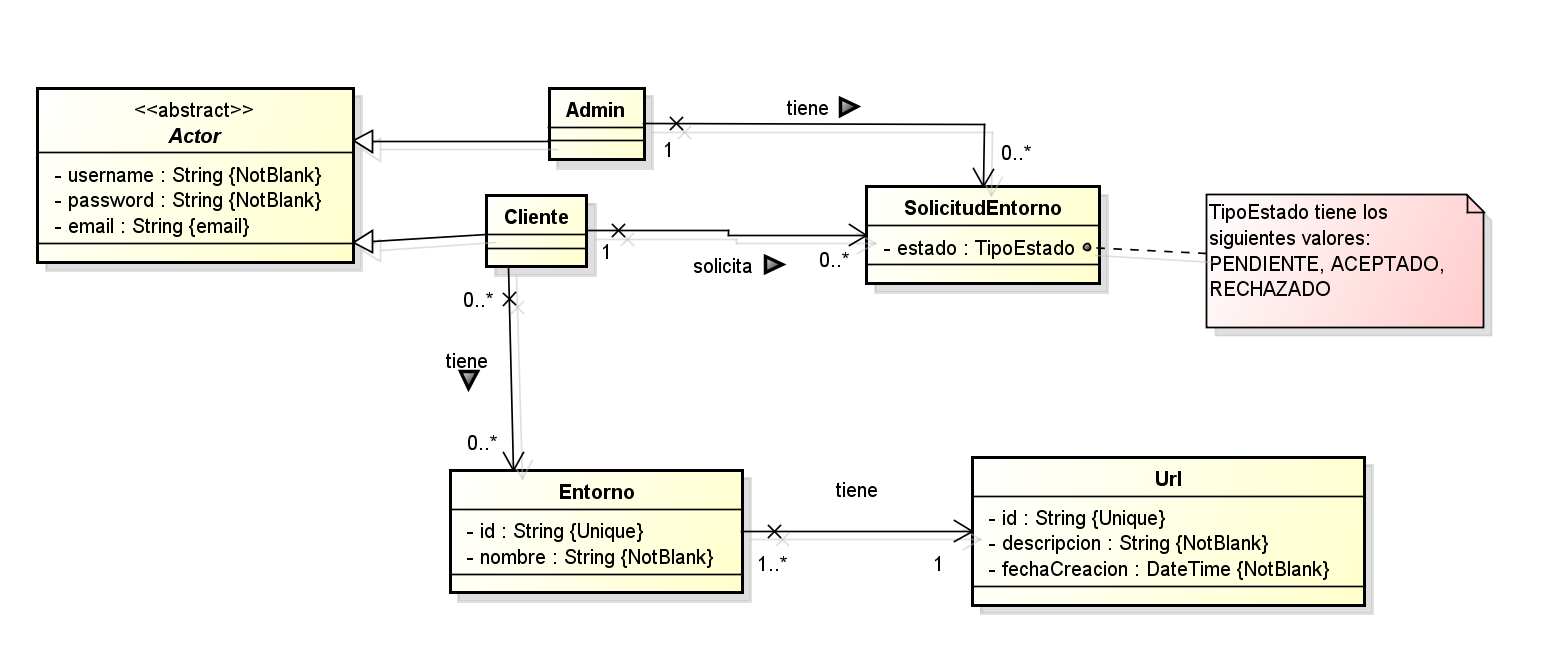 <<abstract>>
Actor
- username : String {NotBlank}
- password : String {NotBlank}
- email : String {email}
Admin
1
tiene
0..*
Cliente
1
solicita
0..*
SolicitudEntorno
- estado : TipoEstado
TipoEstado tiene los
siguientes valores:
PENDIENTE, ACEPTADO,
RECHAZADO
0..*
tiene
0..*
Entorno
- id : String {Unique}
- nombre : String {NotBlank}
1..*
tiene
1
Url
- id : String {Unique}
- descripcion : String {NotBlank}
- fechaCreacion : DateTime {NotBlank}